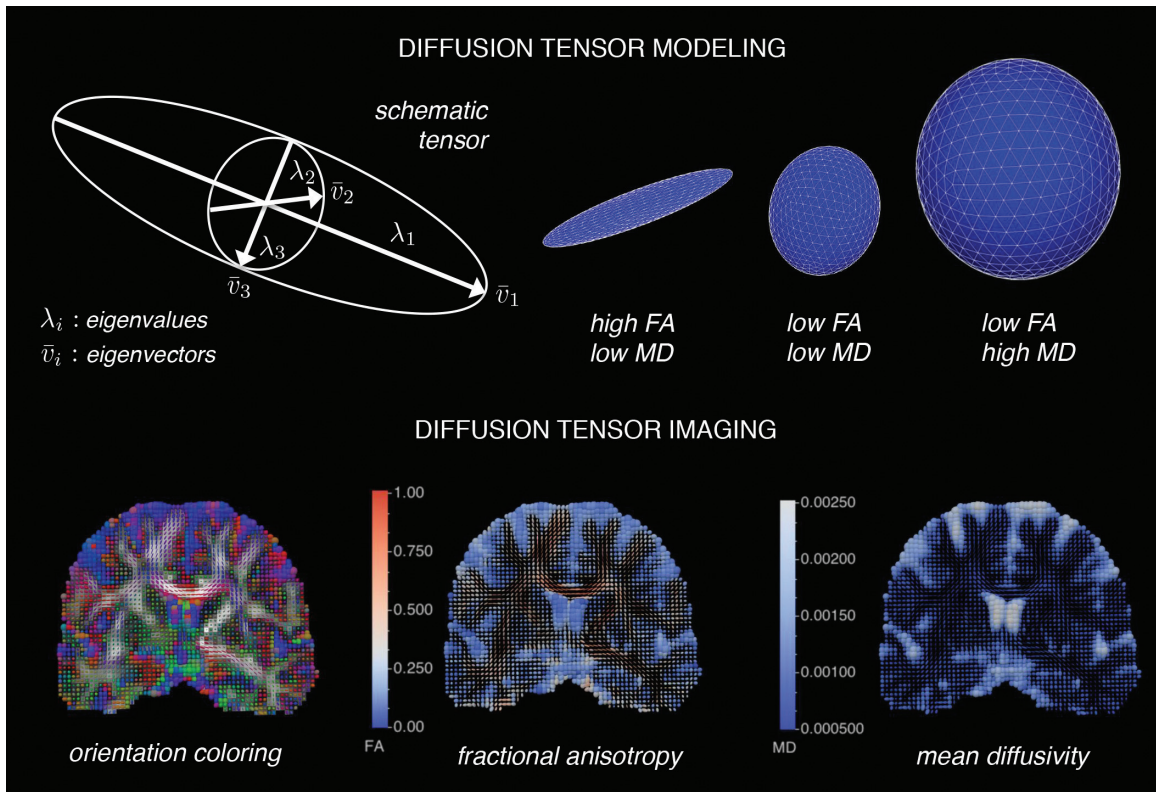 DIFFUSION TENSOR MODELING
schematic
tensor
λ₂
v̄₂
λ₁
λ₃
v̄₃
v̄₁
λᵢ : eigenvalues
v̄ᵢ : eigenvectors
high FA
low MD
low FA
low MD
low FA
high MD
DIFFUSION TENSOR IMAGING
1.00
0.750
0.500
0.250
0.00
FA
0.00250
0.00200
0.00150
0.00100
0.000500
MD
orientation coloring
fractional anisotropy
mean diffusivity